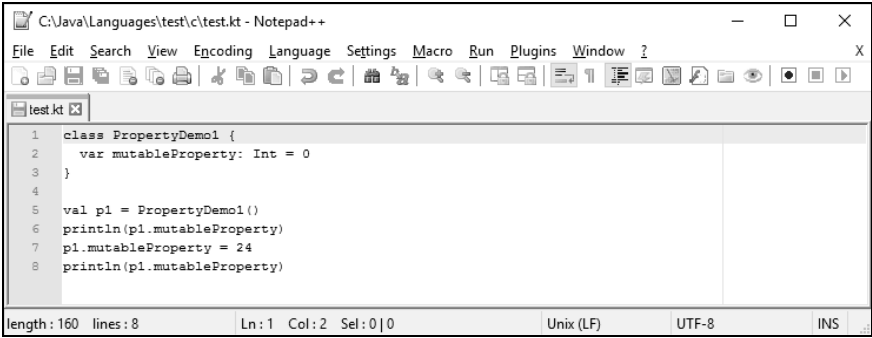 C:\Java\Languages\test\c\test.kt - Notepad++
File Edit Search View Encoding Language Settings Macro Run Plugins Window ? X
test.kt
1 class PropertyDemo1 {
2   var mutableProperty: Int = 0
3 }
4
5 val p1 = PropertyDemo1()
6 println(p1.mutableProperty)
7 p1.mutableProperty = 24
8 println(p1.mutableProperty)
length : 160 lines : 8 Ln : 1 Col : 2 Sel : 0 | 0 Unix (LF) UTF-8 INS